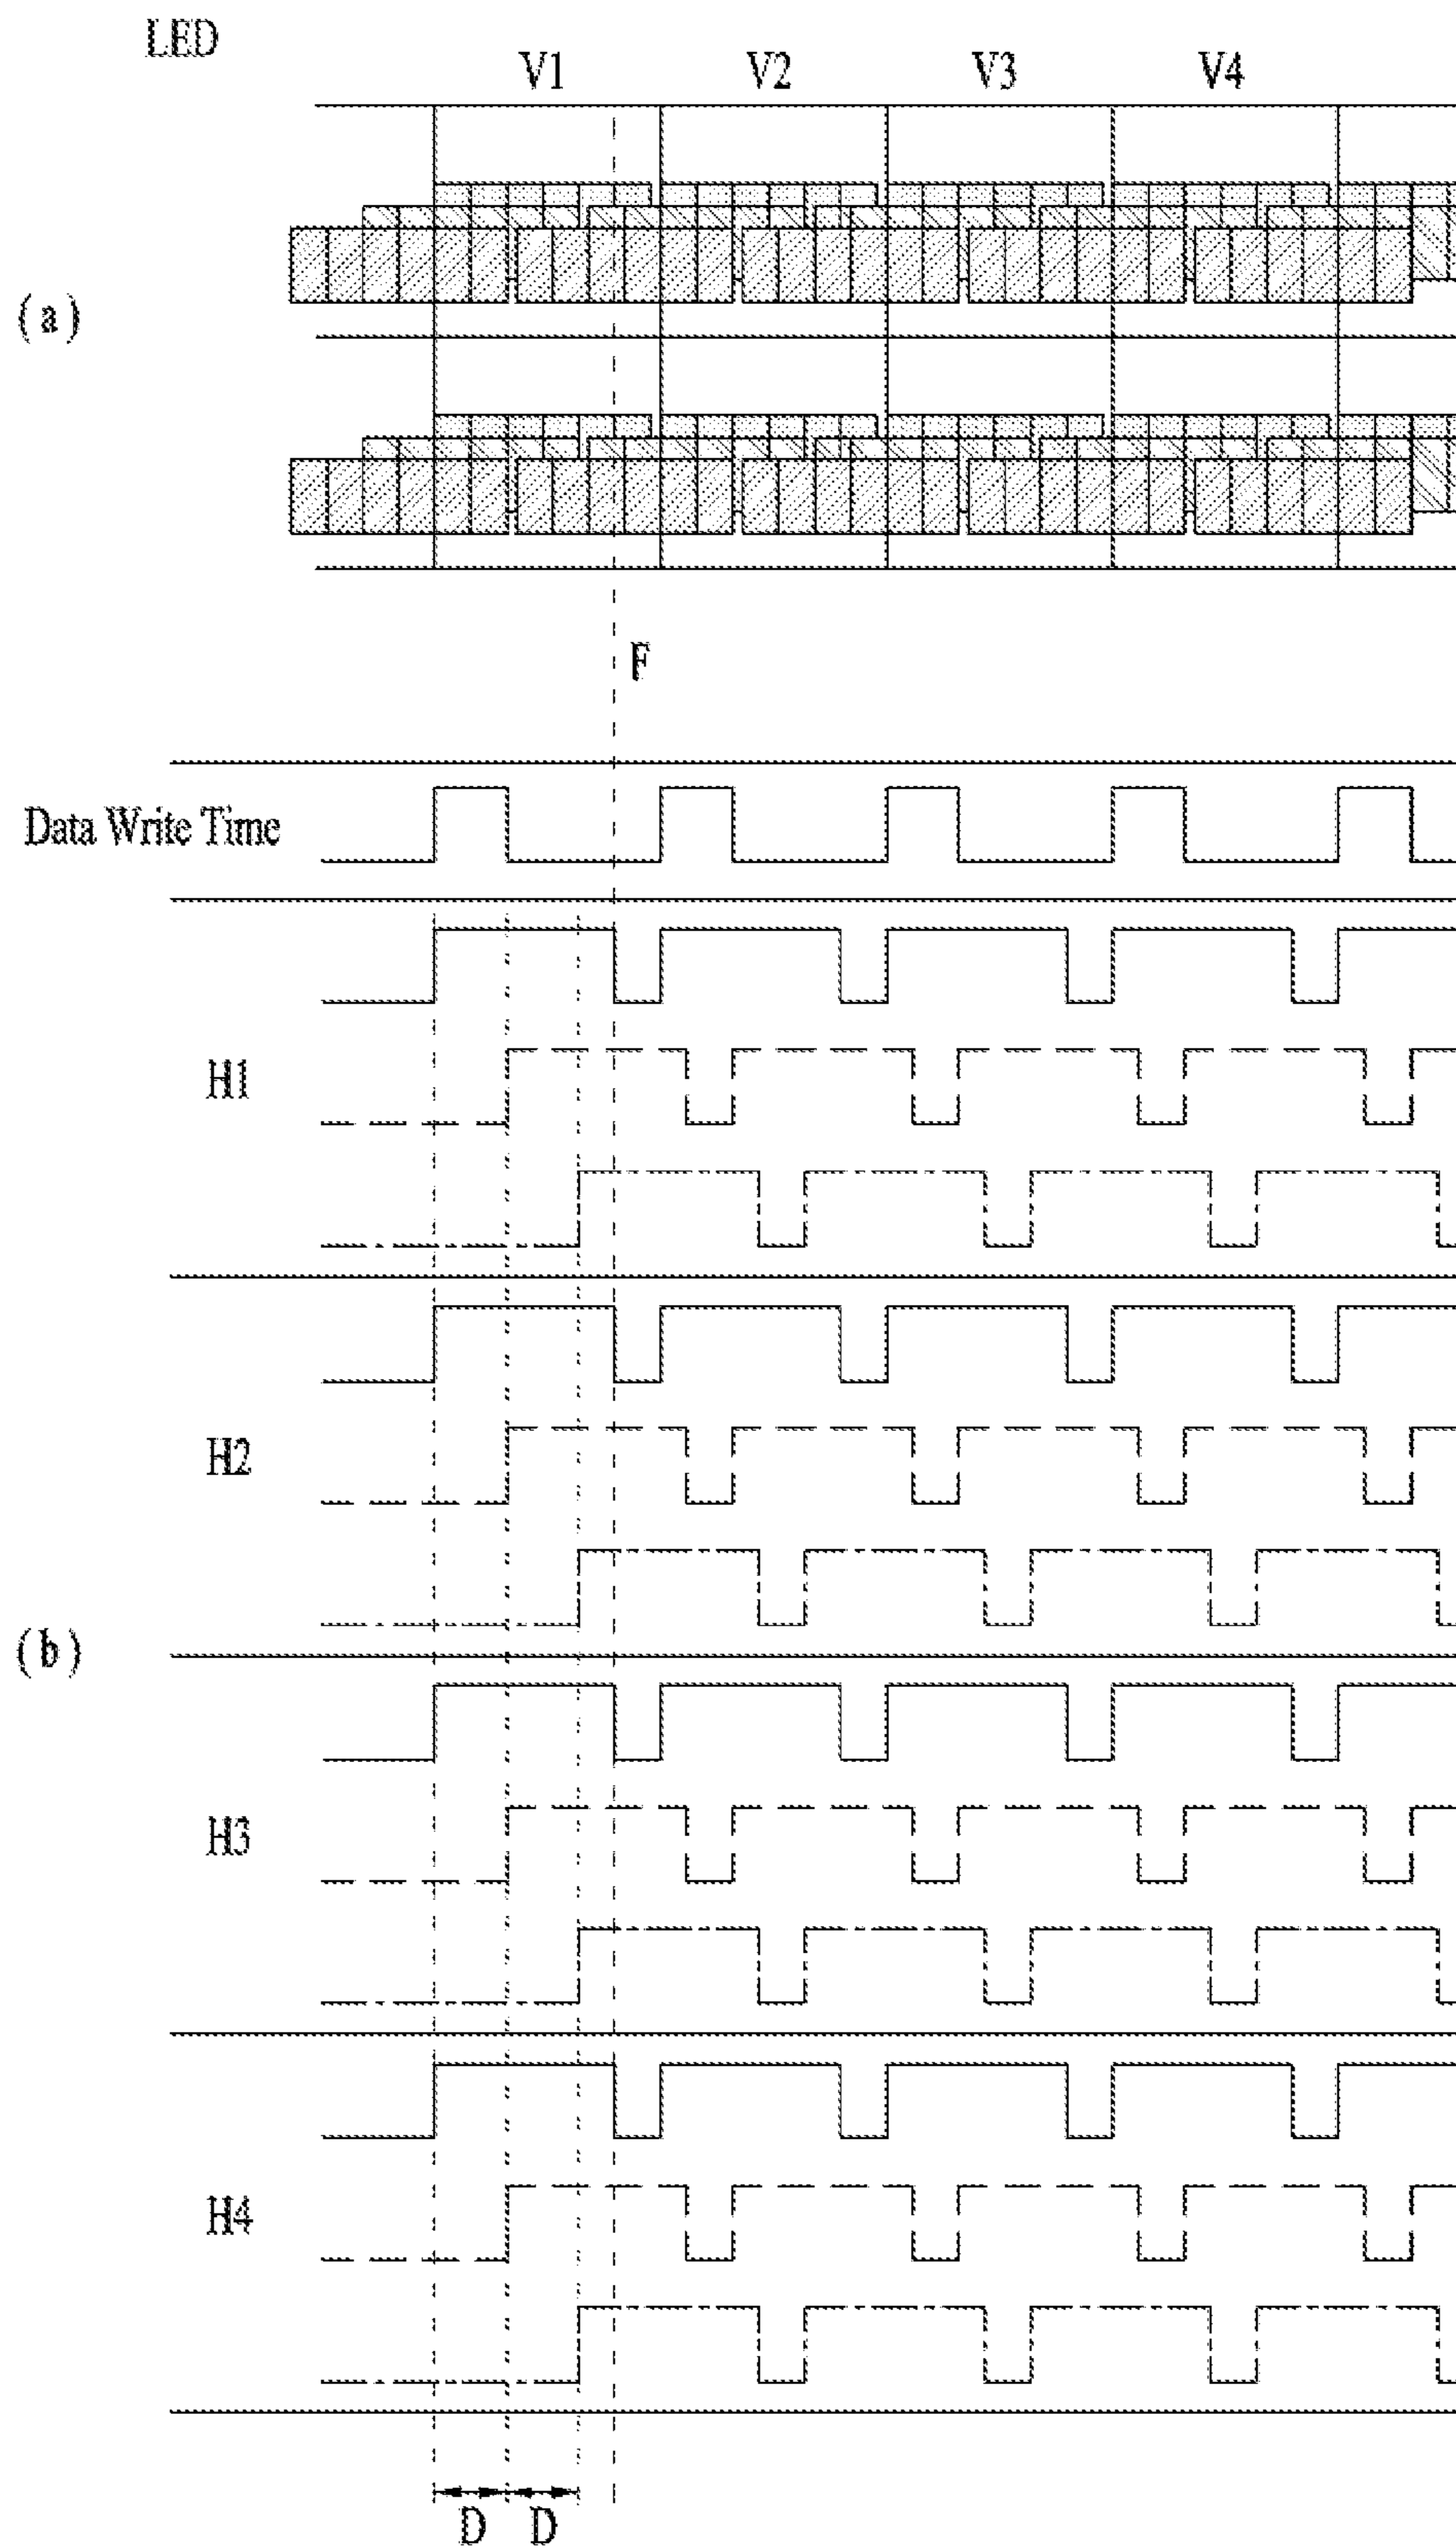 LED
V1 V2 V3 V4
(a)
F
Data Write Time
H1
H2
(b)
H3
H4
D D